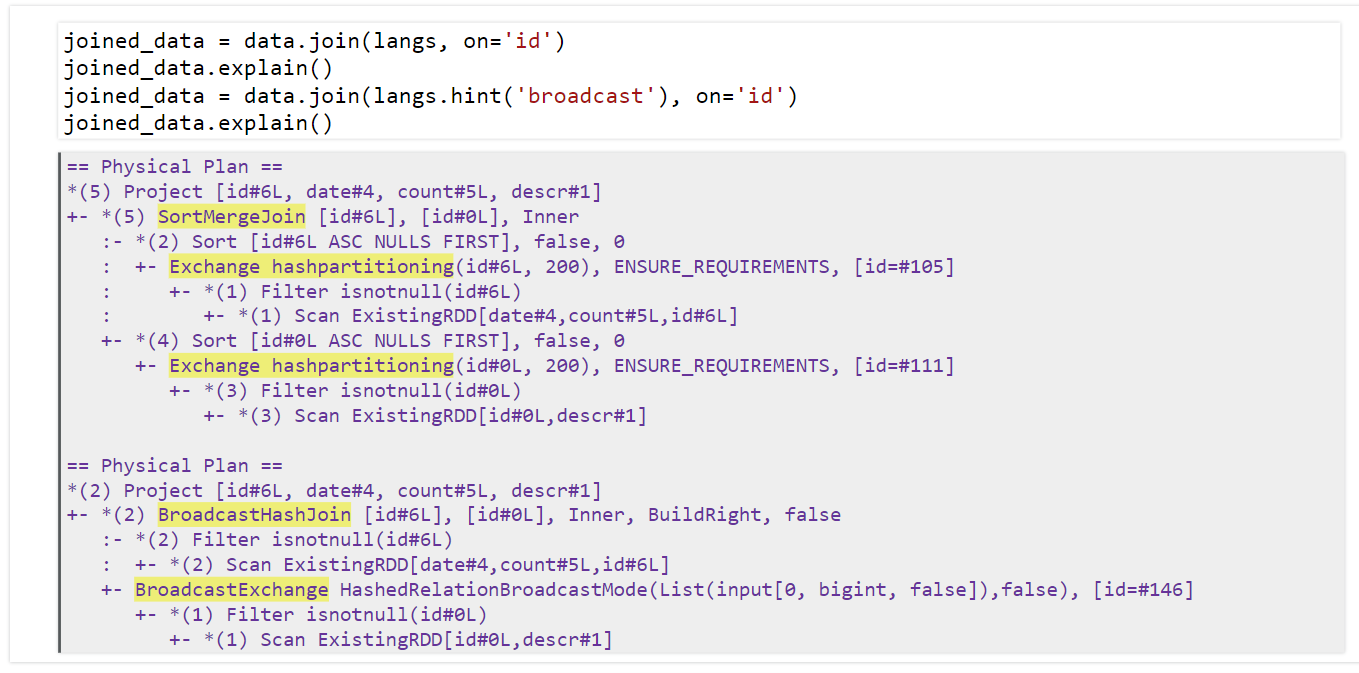 joined_data = data.join(langs, on='id')
joined_data.explain()
joined_data = data.join(langs.hint('broadcast'), on='id')
joined_data.explain()
== Physical Plan ==
*(5) Project [id#6L, date#4, count#5L, descr#1]
+- *(5) SortMergeJoin [id#6L], [id#0L], Inner
   :- *(2) Sort [id#6L ASC NULLS FIRST], false, 0
   :  +- Exchange hashpartitioning(id#6L, 200), ENSURE_REQUIREMENTS, [id=#105]
   :     +- *(1) Filter isnotnull(id#6L)
   :        +- *(1) Scan ExistingRDD[date#4,count#5L,id#6L]
   +- *(4) Sort [id#0L ASC NULLS FIRST], false, 0
      +- Exchange hashpartitioning(id#0L, 200), ENSURE_REQUIREMENTS, [id=#111]
         +- *(3) Filter isnotnull(id#0L)
            +- *(3) Scan ExistingRDD[id#0L,descr#1]
== Physical Plan ==
*(2) Project [id#6L, date#4, count#5L, descr#1]
+- *(2) BroadcastHashJoin [id#6L], [id#0L], Inner, BuildRight, false
   :- *(2) Filter isnotnull(id#6L)
   :  +- *(2) Scan ExistingRDD[date#4,count#5L,id#6L]
   +- BroadcastExchange HashedRelationBroadcastMode(List(input[0, bigint, false]),false), [id=#146]
      +- *(1) Filter isnotnull(id#0L)
         +- *(1) Scan ExistingRDD[id#0L,descr#1]